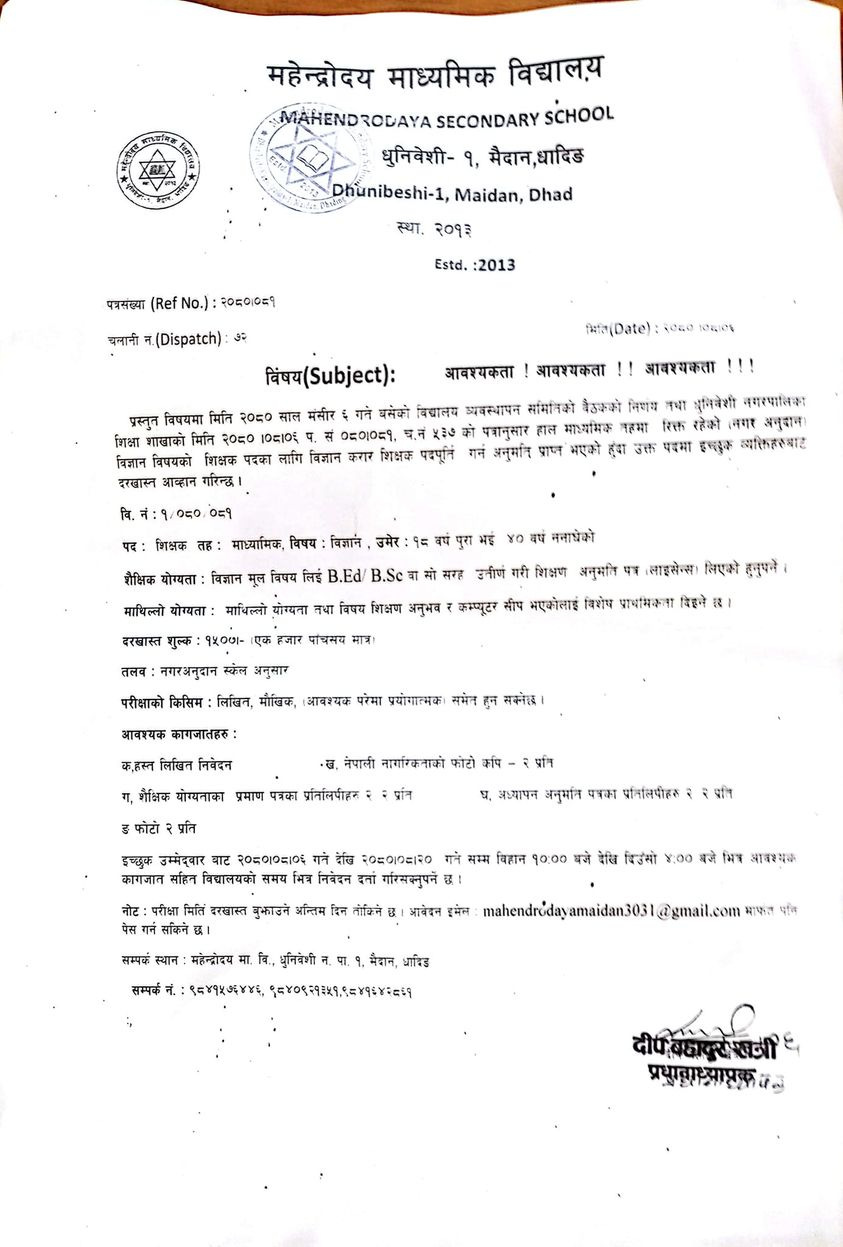 महेन्द्रोदय माध्यमिक विद्यालय
MAHENDRODAYA SECONDARY SCHOOL
धुनिवेशी- १, मैदान,धादिङ
Dhunibeshi-1, Maidan, Dhad
स्था. २०१३
Estd. :2013
पत्रसंख्या (Ref No.) : २०८०।०८१
चलानी न.(Dispatch) : ७२
मिति(Date) : २०८०।०८।०६
विषय(Subject): आवश्यकता ! आवश्यकता !! आवश्यकता !!!
प्रस्तुत विषयमा मिति २०८० साल मंसीर ६ गने बसेको विद्यालय व्यवस्थापन समितिको बैठकको निर्णय तथा धुनिवेशी नगरपालिका
शिक्षा शाखाको मिति २०८०।०८।०६ प. सं ०८०।०८१, च.नं ५३७ को पत्रानुसार हाल माध्यमिक तहमा रिक्त रहेको (नगर अनुदान)
विज्ञान विषयको शिक्षक पदका लागि विज्ञान करार शिक्षक पदपूर्ति गर्न अनुमति प्राप्त भएको हुँदा उक्त पदमा इच्छुक व्यक्तिहरुबाट
दरखास्त आव्हान गरिन्छ ।
वि. नं : १/०८०/०८१
पद : शिक्षक तह : माध्यामिक, विषय : विज्ञान , उमेर : १८ वर्ष पुरा भई ४० वर्ष ननाघेको
शैक्षिक योग्यता : विज्ञान मूल विषय लिई B.Ed/ B.Sc वा सो सरह उत्तीर्ण गरी शिक्षण अनुमति पत्र (लाइसेन्स) लिएको हुनुपर्ने ।
माथिल्लो योग्यता : माथिल्लो योग्यता तथा विषय शिक्षण अनुभव र कम्प्यूटर सीप भएकोलाई विशेष प्राथमिकता दिइने छ ।
दरखास्त शुल्क : १५००।- (एक हजार पाँचसय मात्र)
तलव : नगरअनुदान स्केल अनुसार
परीक्षाको किसिम : लिखित, मौखिक, (आवश्यक परेमा प्रयोगात्मक) समेत हुन सक्नेछ ।
आवश्यक कागजातहरु :
क,हस्त लिखित निवेदन ख, नेपाली नागरिकताको फोटो कपि – २ प्रति
ग, शैक्षिक योग्यताका प्रमाण पत्रका प्रतिलिपीहरु २ २ प्रति घ, अध्यापन अनुमति पत्रका प्रतिलिपीहरु २ २ प्रति
ङ फोटो २ प्रति
इच्छुक उम्मेद्वार बाट २०८०।०८।०६ गने देखि २०८०।०८।२० गने सम्म विहान १०:०० बजे देखि दिउँसो ४:०० बजे भित्र आवश्यक
कागजात सहित विद्यालयको समय भित्र निवेदन दर्ता गरिसक्नुपर्ने छ ।
नोट : परीक्षा मिति दरखास्त बुझाउने अन्तिम दिन तोकिने छ । आवेदन इमेल : mahendrodayamaidan3031@gmail.com मार्फत पनि
पेस गर्न सकिने छ ।
सम्पर्क स्थान : महेन्द्रोदय मा. वि., धुनिवेशी न. पा. १, मैदान, धादिङ
सम्पर्क नं. : ९८४१५७६४४६, ९८४०९२१३५१,९८४१६४२८६१
दीप बहादुर खत्री
प्रधानाध्यापक